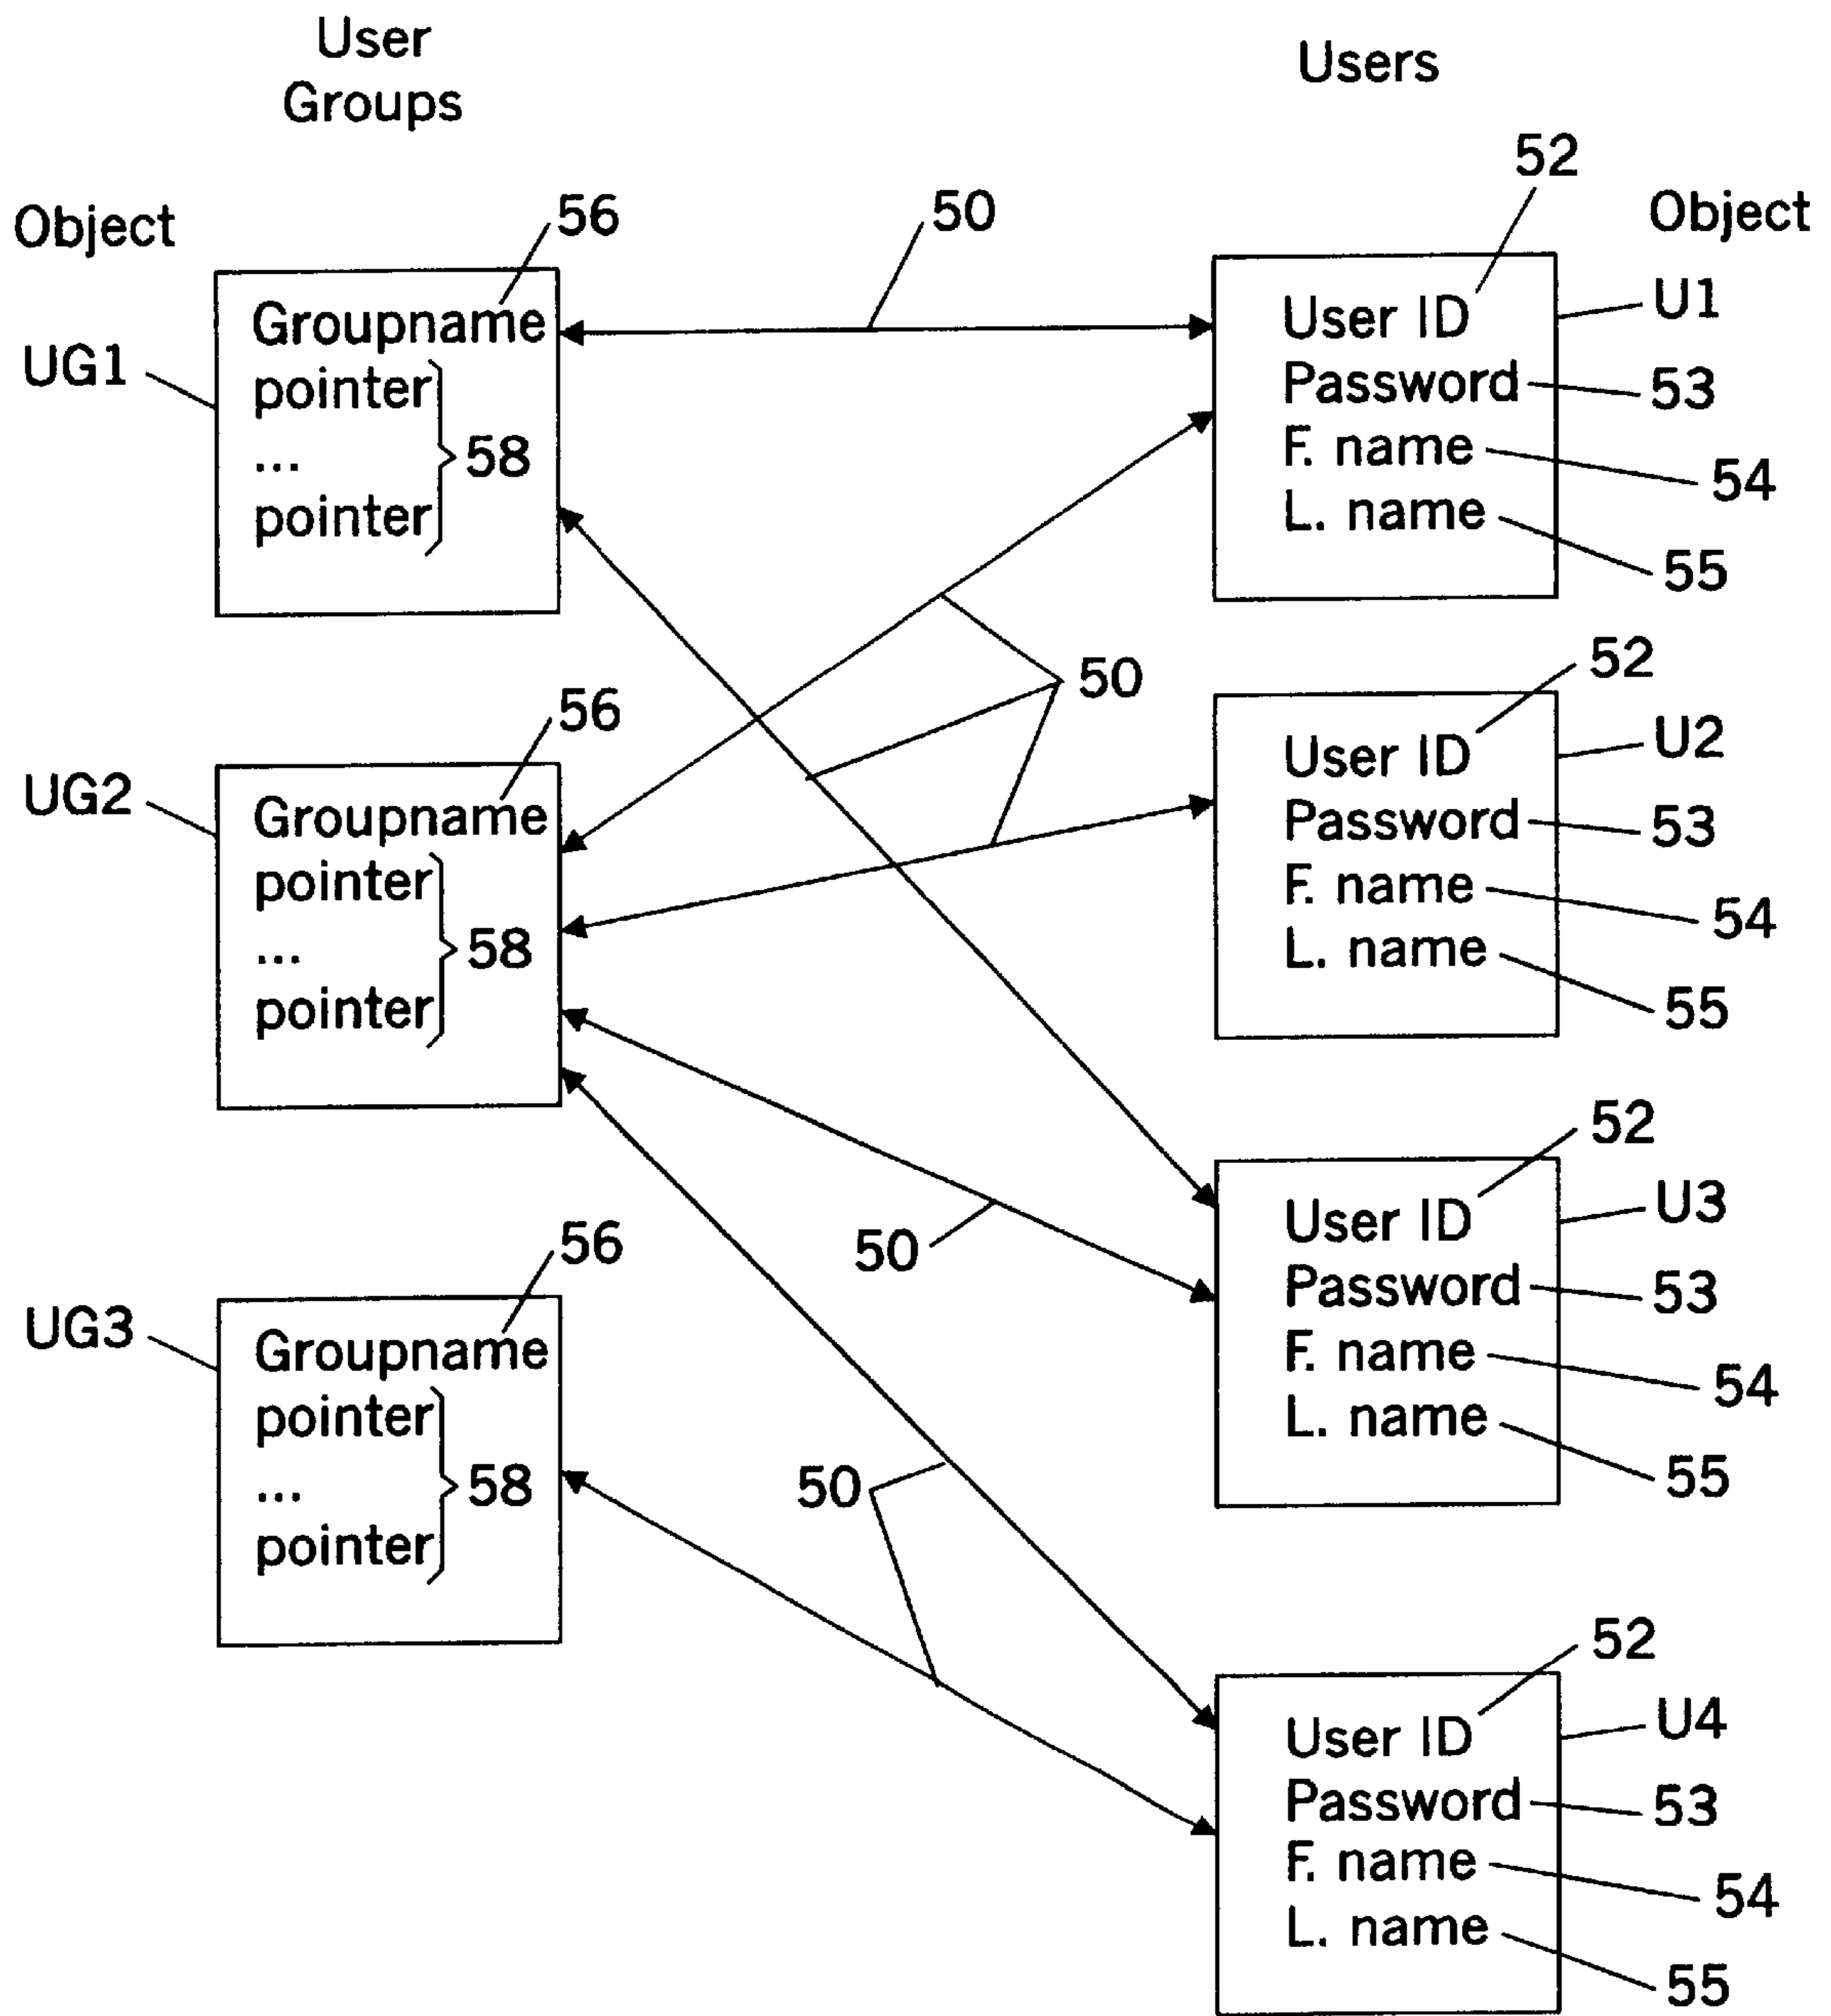 User
Groups
Users
Object
56
50
52
Object
UG1
Groupname
pointer
...
pointer
58
User ID
Password
F. name
L. name
U1
53
54
55
50
UG2
56
Groupname
pointer
...
pointer
58
52
User ID
Password
F. name
L. name
U2
53
54
55
50
UG3
56
Groupname
pointer
...
pointer
58
52
User ID
Password
F. name
L. name
U3
53
54
55
50
52
User ID
Password
F. name
L. name
U4
53
54
55